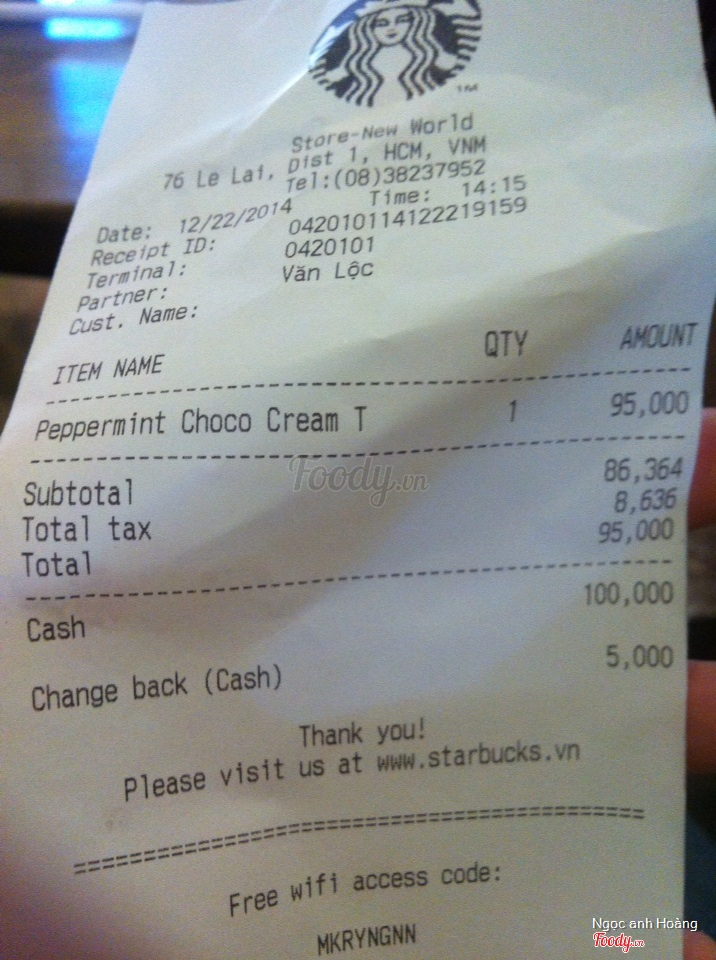 TM
Store-New World
76 Le Lai, Dist 1, HCM, VNM
Tel:(08)38237952
Date: 12/22/2014 Time: 14:15
Receipt ID: 042010114122219159
Terminal: 0420101
Partner: Văn Lộc
Cust. Name:
ITEM NAME QTY AMOUNT
Peppermint Choco Cream T 1 95,000
Subtotal 86,364
Total tax 8,636
Total 95,000
Cash 100,000
Change back (Cash) 5,000
Thank you!
Please visit us at www.starbucks.vn
Free wifi access code:
MKRYNGNN
Foody.vn
Ngọc anh Hoàng
Foody.vn